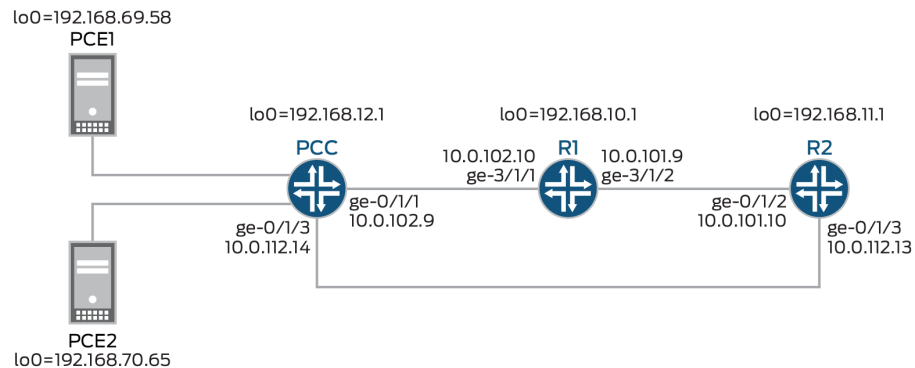 lo0=192.168.69.58
PCE1
lo0=192.168.12.1
PCC
lo0=192.168.10.1
R1
lo0=192.168.11.1
R2
10.0.102.10
ge-3/1/1
10.0.101.9
ge-3/1/2
ge-0/1/1
10.0.102.9
ge-0/1/3
10.0.112.14
ge-0/1/2
10.0.101.10
ge-0/1/3
10.0.112.13
PCE2
lo0=192.168.70.65